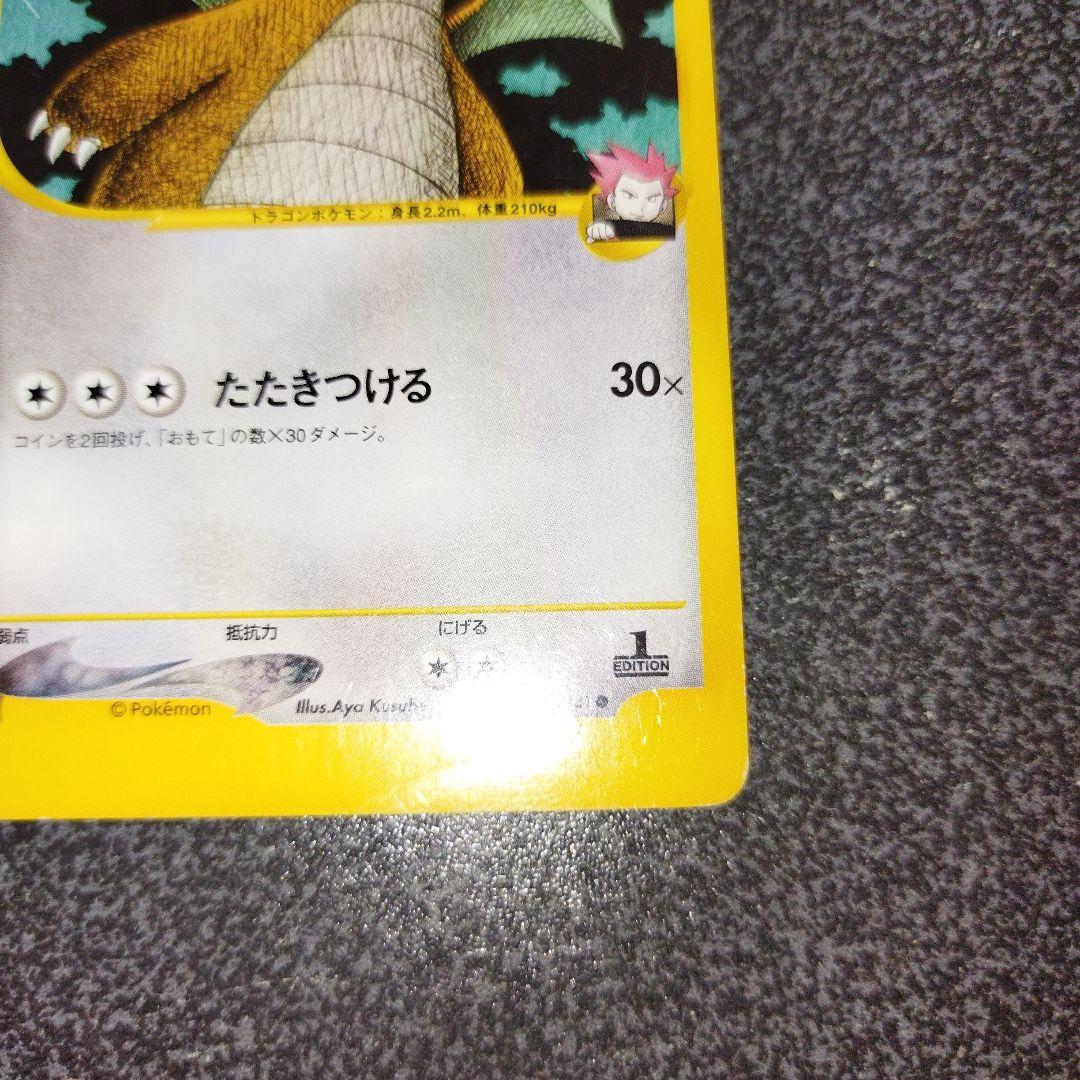 ドラゴンポケモン：身長2.2m、体重210kg
たたきつける 30×
コインを2回投げ、「おもて」の数×30ダメージ。
弱点 抵抗力 にげる
1
EDITION
© Pokémon Illus.Aya